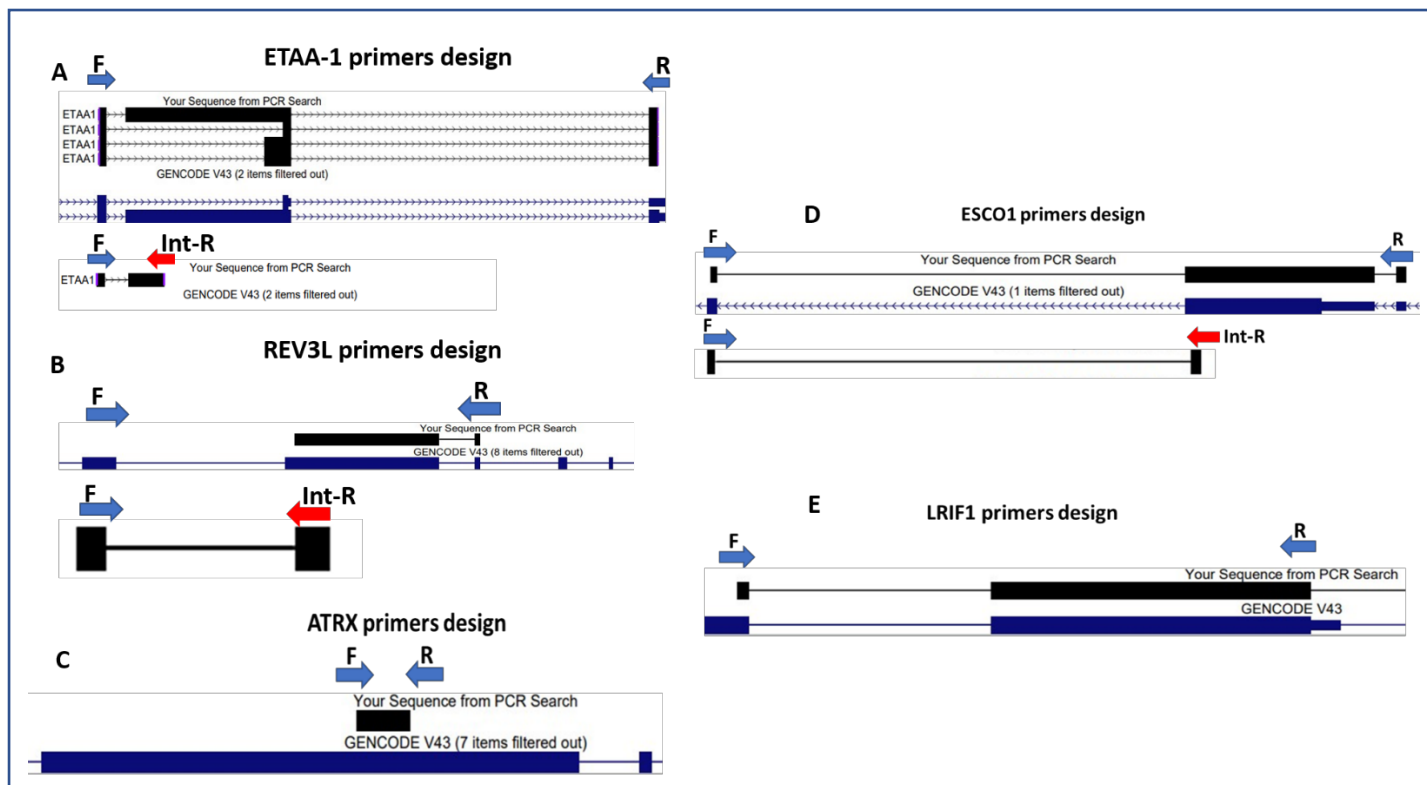 ETAA-1 primers design
A
F
R
Your Sequence from PCR Search
ETAA1
ETAA1
ETAA1
ETAA1
GENCODE V43 (2 items filtered out)
F
Int-R
Your Sequence from PCR Search
ETAA1
GENCODE V43 (2 items filtered out)
REV3L primers design
B
F
R
Your Sequence from PCR Search
GENCODE V43 (8 items filtered out)
F
Int-R
ATRX primers design
C
F
R
Your Sequence from PCR Search
GENCODE V43 (7 items filtered out)
D
ESCO1 primers design
F
R
Your Sequence from PCR Search
GENCODE V43 (1 items filtered out)
F
Int-R
E
LRIF1 primers design
F
R
Your Sequence from PCR Search
GENCODE V43